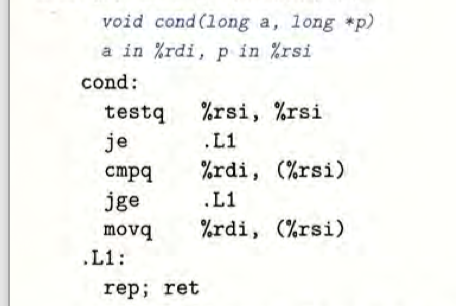 void cond(long a, long *p)
a in %rdi, p in %rsi
cond:
testq %rsi, %rsi
je .L1
cmpq %rdi, (%rsi)
jge .L1
movq %rdi, (%rsi)
.L1:
rep; ret